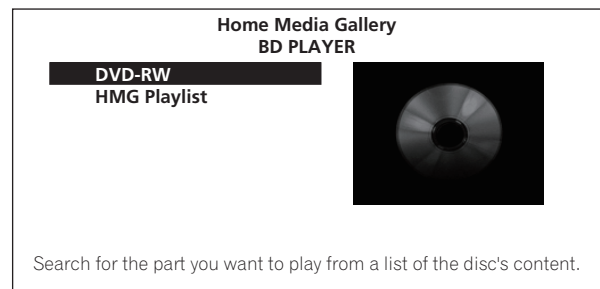 Home Media Gallery
BD PLAYER
DVD-RW
HMG Playlist
Search for the part you want to play from a list of the disc's content.